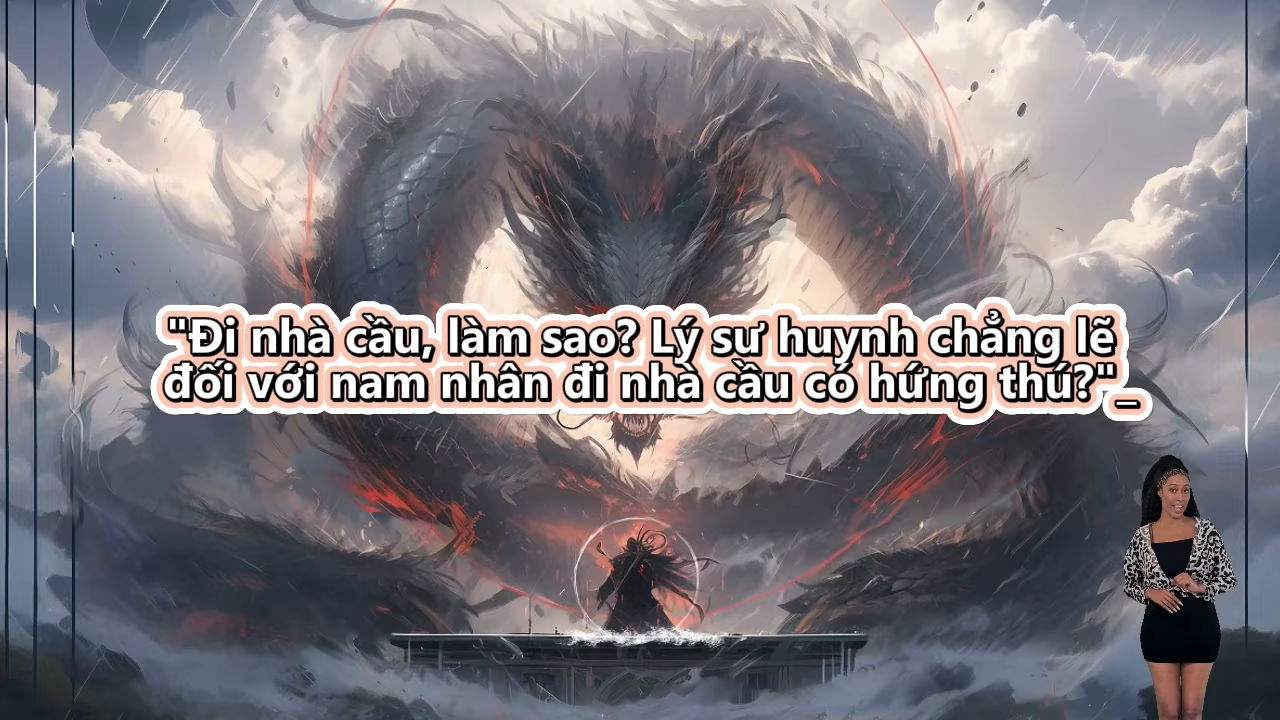 "Đi nhà cầu, làm sao? Lý sư huynh chẳng lẽ
đối với nam nhân đi nhà cầu có hứng thú?"_